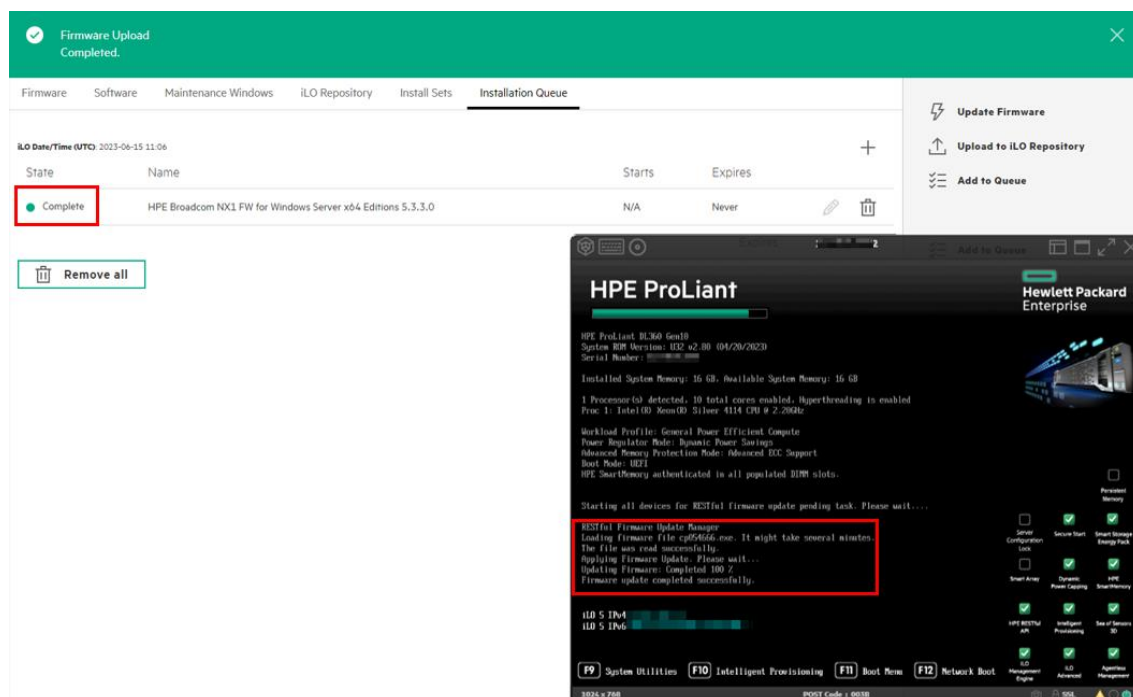 Firmware Upload
Completed.
Firmware Software Maintenance Windows iLO Repository Install Sets Installation Queue
iLO Date/Time (UTC): 2023-06-15 11:06
State Name Starts Expires
Complete HPE Broadcom NX1 FW for Windows Server x64 Editions 5.3.3.0 N/A Never
Remove all
Update Firmware
Upload to iLO Repository
Add to Queue
Add to Queue
HPE ProLiant
Hewlett Packard
Enterprise
HPE ProLiant DL360 Gen10
System ROM Version: U32 v2.80 (04/20/2023)
Serial Number:
Installed System Memory: 16 GB, Available System Memory: 16 GB
1 Processor(s) detected, 10 total cores enabled, Hyperthreading is enabled
Proc 1: Intel(R) Xeon(R) Silver 4114 CPU @ 2.20GHz
Workload Profile: General Power Efficient Compute
Power Regulator Mode: Dynamic Power Savings
Advanced Memory Protection Mode: Advanced ECC Support
Boot Mode: UEFI
HPE SmartMemory authenticated in all populated DIMM slots.
Starting all devices for RESTful firmware update pending task. Please wait....
RESTful Firmware Update Manager
Loading firmware file cp054666.exe. It might take several minutes.
The file was read successfully.
Applying Firmware Update. Please wait...
Updating Firmware: Completed 100 %
Firmware update completed successfully.
iLO 5 IPv4
iLO 5 IPv6
Persistent
Memory
Server
Configuration
Lock
Secure Start
Smart Storage
Energy Pack
Smart Array
Dynamic
Power Capping
HPE
SmartMemory
HPE RESTful
API
Intelligent
Provisioning
Sea of Sensors
3D
iLO
Management
Engine
iLO
Advanced
Agentless
Management
F9 System Utilities F10 Intelligent Provisioning F11 Boot Menu F12 Network Boot
1024 x 768 POST Code : 003B SSL